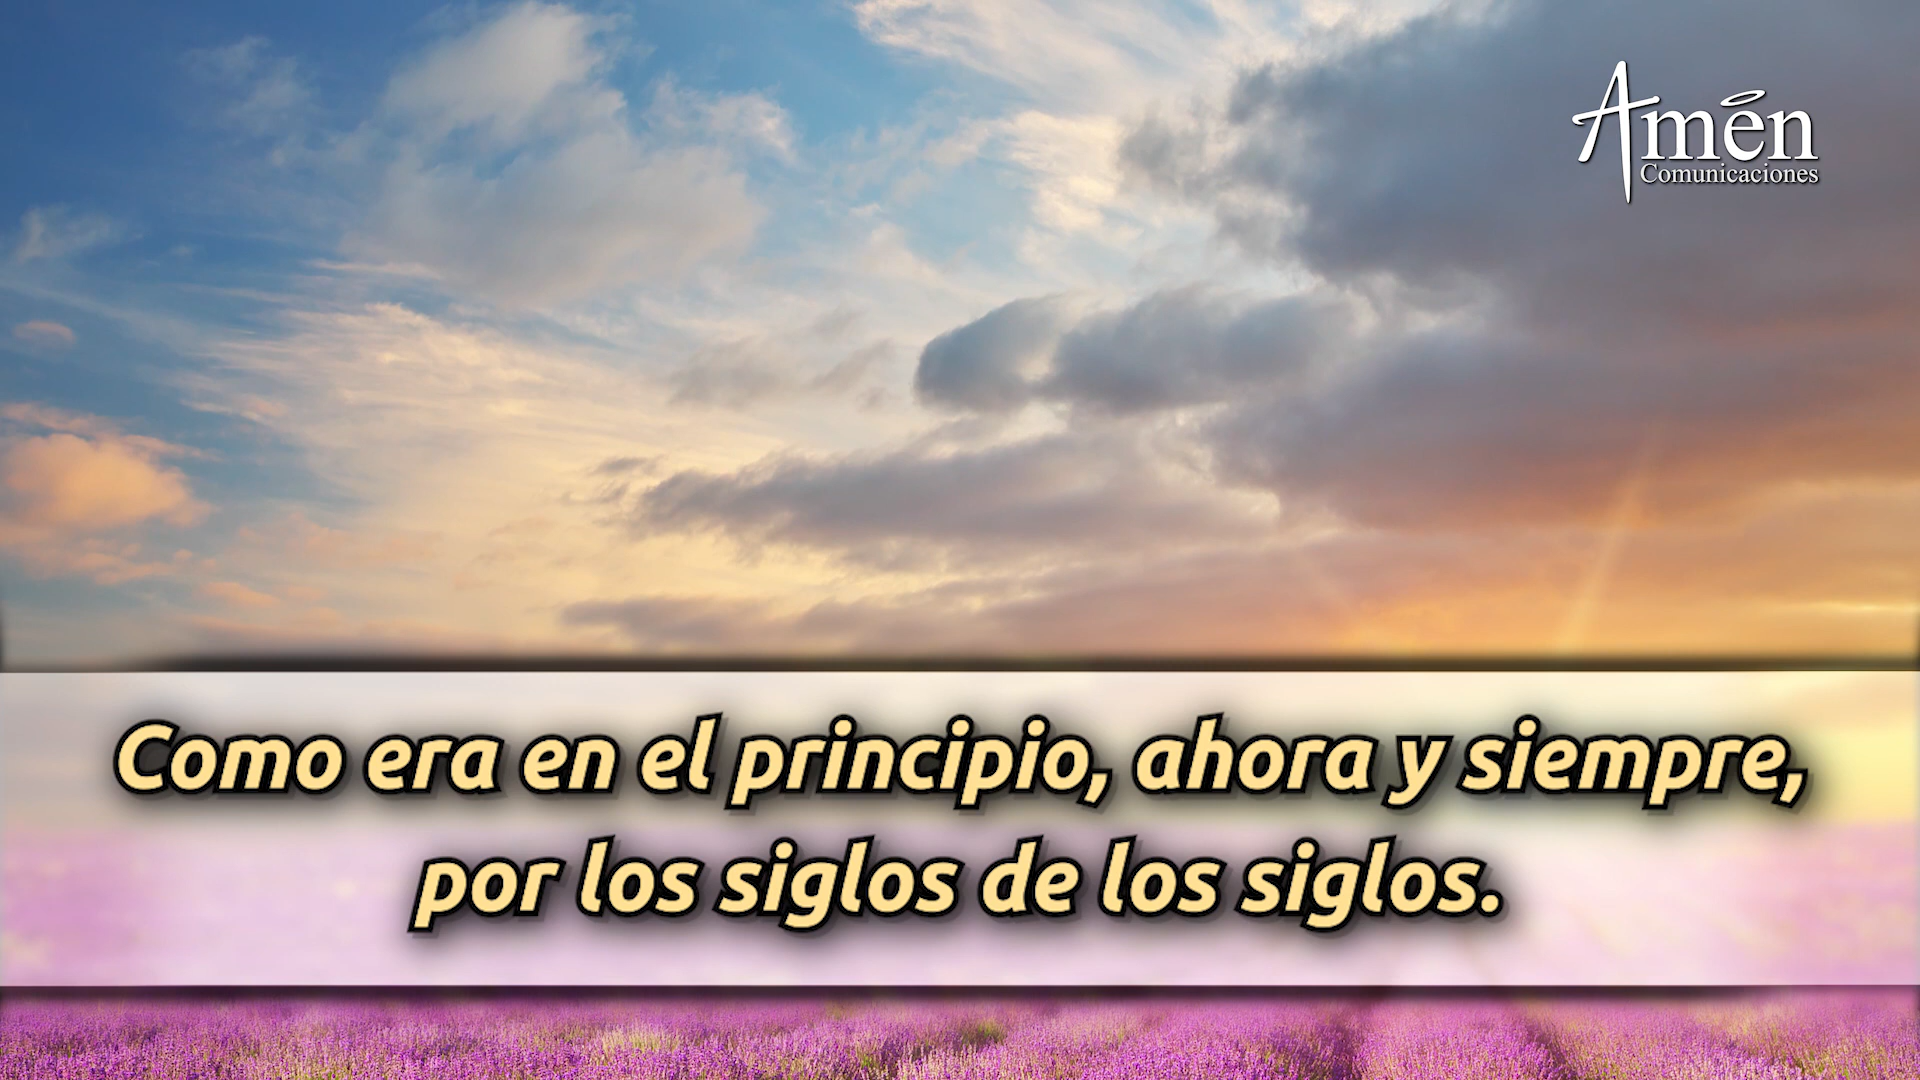 Amén
Comunicaciones
Como era en el principio, ahora y siempre,
por los siglos de los siglos.